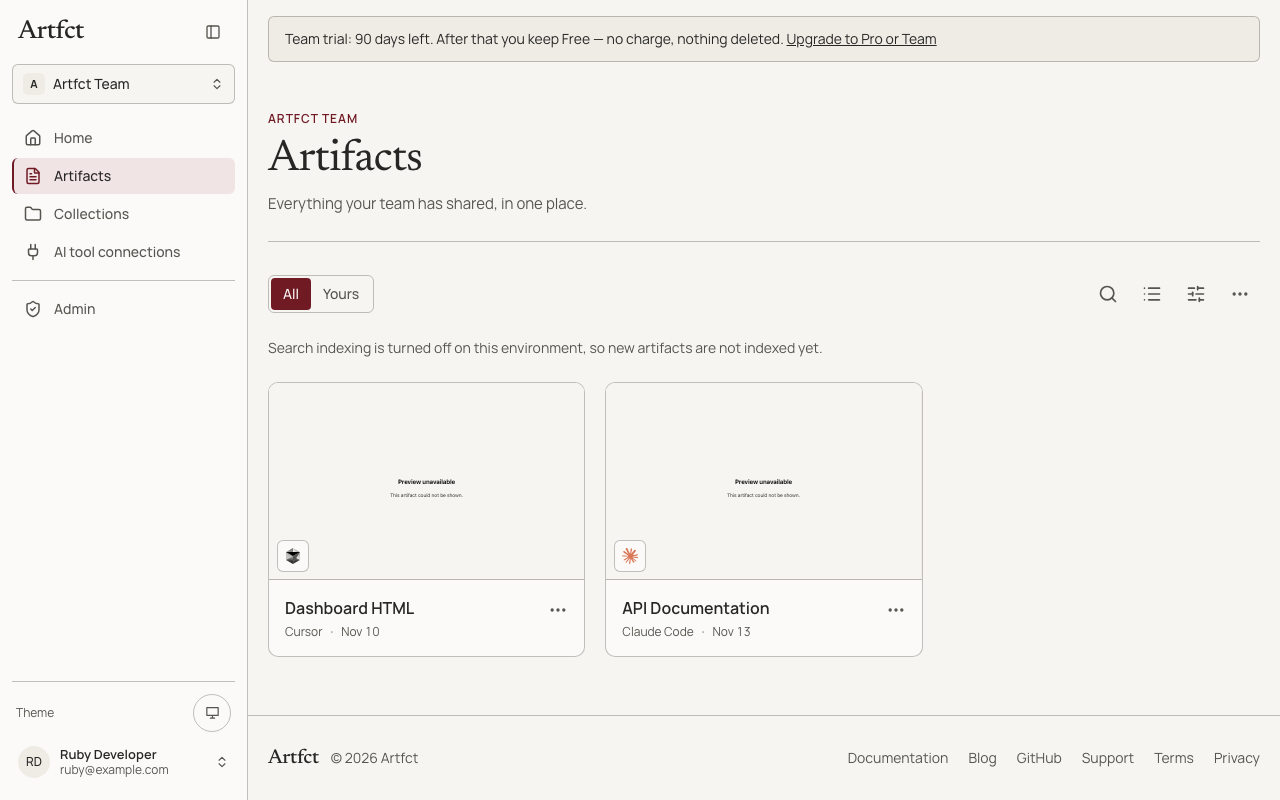 Artfct
A Artfct Team
Home
Artifacts
Collections
AI tool connections
Admin
Theme
RD
Ruby Developer
ruby@example.com
Team trial: 90 days left. After that you keep Free — no charge, nothing deleted. Upgrade to Pro or Team
ARTFCT TEAM
Artifacts
Everything your team has shared, in one place.
All Yours
Search indexing is turned off on this environment, so new artifacts are not indexed yet.
Preview unavailable
This artifact could not be shown.
Dashboard HTML
Cursor · Nov 10
Preview unavailable
This artifact could not be shown.
API Documentation
Claude Code · Nov 13
Artfct © 2026 Artfct
Documentation Blog GitHub Support Terms Privacy